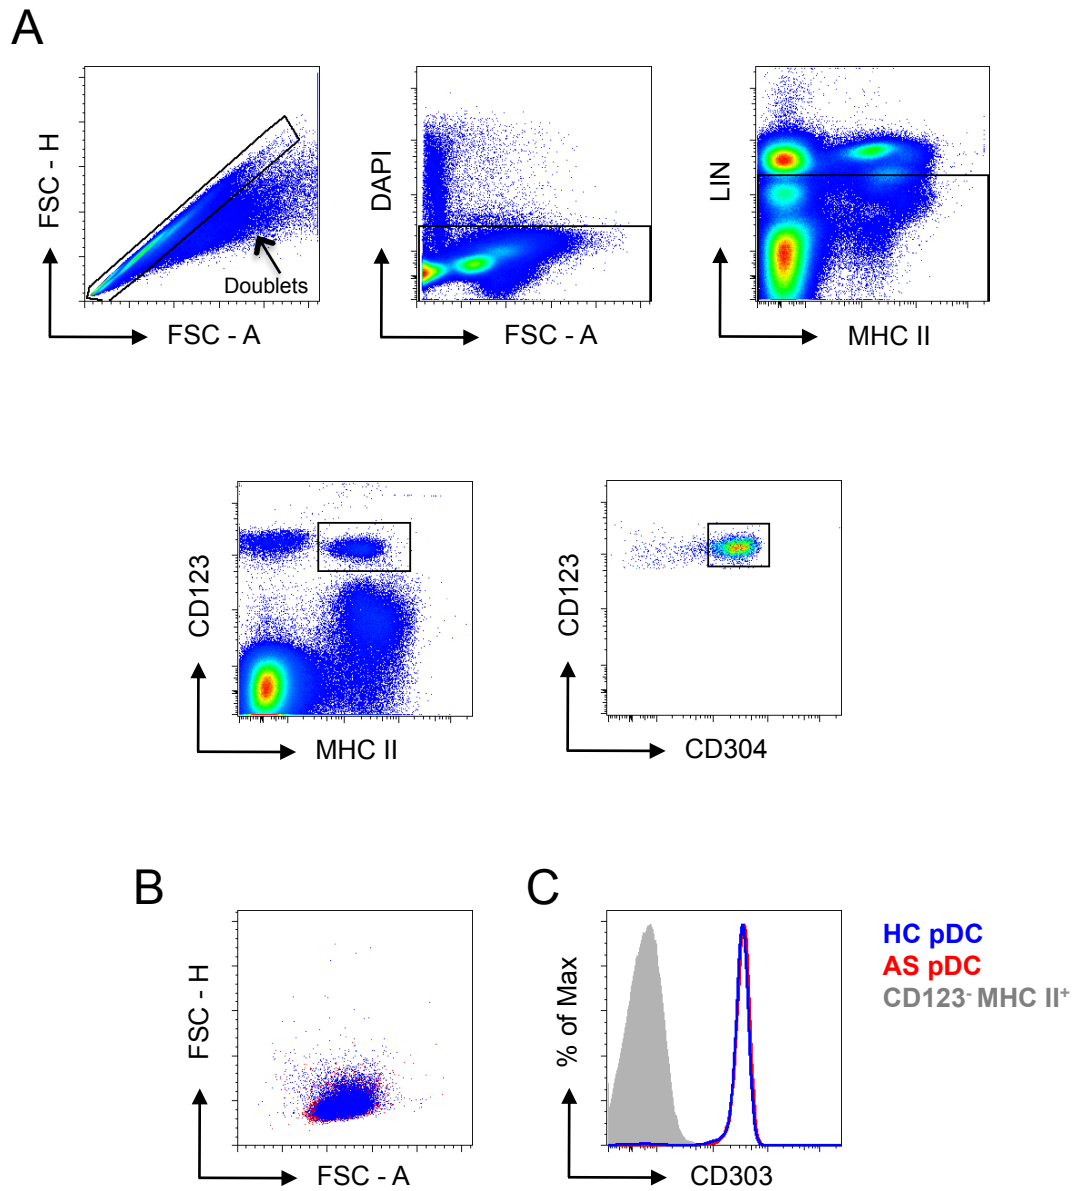 A
FSC - H
Doublets
FSC - A
DAPI
FSC - A
LIN
MHC II
CD123
MHC II
CD123
CD304
B
FSC - H
FSC - A
C
% of Max
CD303
HC pDC
AS pDC
CD123⁻ MHC II⁺